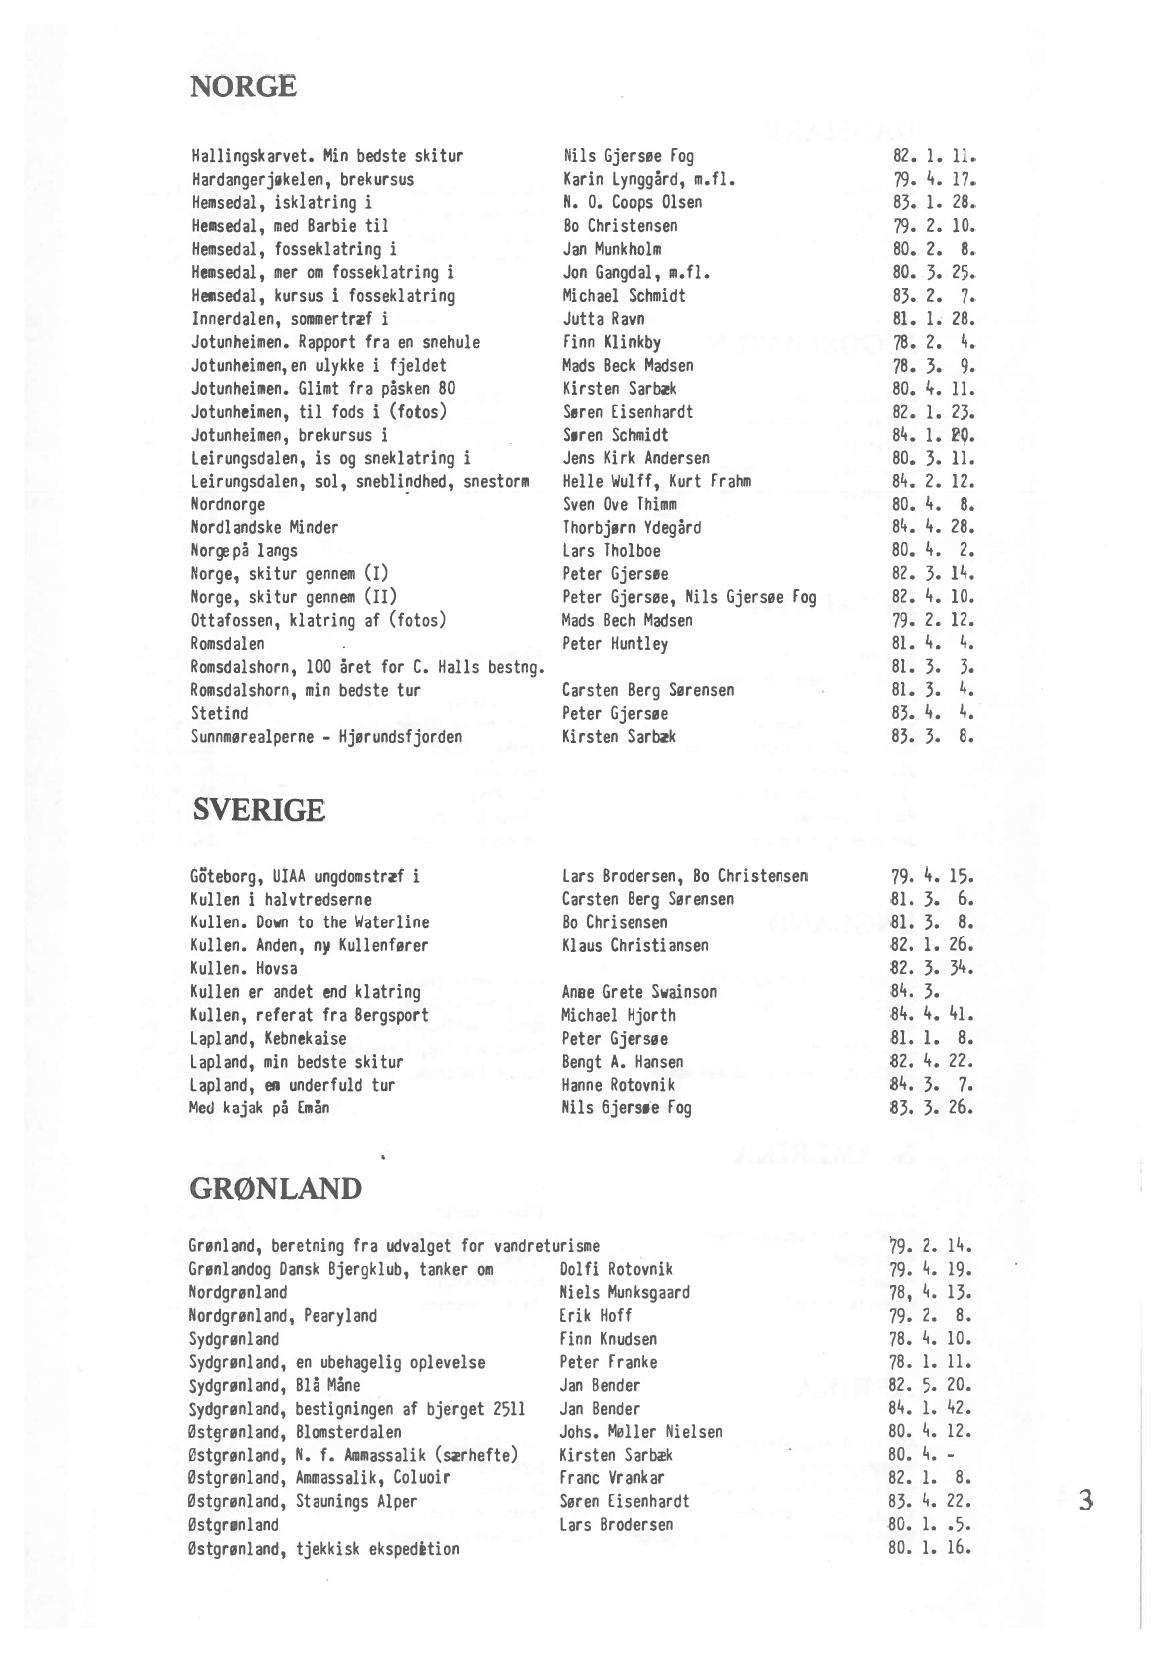 NORGE
Hallingskarvet. Min bedste skitur Nils Gjersøe Fog 82. 1. 11.
Hardangerjøkelen, brekursus Karin Lynggård, m.fl. 79. 4. 17.
Hemsedal, isklatring i N. O. Coops Olsen 83. 1. 28.
Hemsedal, med Barbie til Bo Christensen 79. 2. 10.
Hemsedal, fosseklatring i Jan Munkholm 80. 2. 8.
Hemsedal, mer om fosseklatring i Jon Gangdal, m.fl. 80. 3. 25.
Hemsedal, kursus i fosseklatring Michael Schmidt 83. 2. 7.
Innerdalen, sommertræf i Jutta Ravn 81. 1. 28.
Jotunheimen. Rapport fra en snehule Finn Klinkby 78. 2. 4.
Jotunheimen, en ulykke i fjeldet Mads Beck Madsen 78. 3. 9.
Jotunheimen. Glimt fra påsken 80 Kirsten Sarbæk 80. 4. 11.
Jotunheimen, til fods i (fotos) Søren Eisenhardt 82. 1. 23.
Jotunheimen, brekursus i Søren Schmidt 84. 1. 20.
Leirungsdalen, is og sneklatring i Jens Kirk Andersen 80. 3. 11.
Leirungsdalen, sol, sneblindhed, snestorm Helle Wulff, Kurt Frahm 84. 2. 12.
Nordnorge Sven Ove Thimm 80. 4. 8.
Nordlandske Minder Thorbjørn Ydegård 84. 4. 28.
Norge på langs Lars Tholboe 80. 4. 2.
Norge, skitur gennem (I) Peter Gjersøe 82. 3. 14.
Norge, skitur gennem (II) Peter Gjersøe, Nils Gjersøe Fog 82. 4. 10.
Ottafossen, klatring af (fotos) Mads Bech Madsen 79. 2. 12.
Romsdalen Peter Huntley 81. 4. 4.
Romsdalshorn, 100 året for C. Halls bestng. 81. 3. 3.
Romsdalshorn, min bedste tur Carsten Berg Sørensen 81. 3. 4.
Stetind Peter Gjersøe 83. 4. 4.
Sunnmørealperne - Hjørundsfjorden Kirsten Sarbæk 83. 3. 8.
SVERIGE
Göteborg, UIAA ungdomstræf i Lars Brodersen, Bo Christensen 79. 4. 15.
Kullen i halvtredserne Carsten Berg Sørensen 81. 3. 6.
Kullen. Down to the Waterline Bo Chrisensen 81. 3. 8.
Kullen. Anden, ny Kullenfører Klaus Christiansen 82. 1. 26.
Kullen. Hovsa 82. 3. 34.
Kullen er andet end klatring Anne Grete Swainson 84. 3.
Kullen, referat fra Bergsport Michael Hjorth 84. 4. 41.
Lapland, Kebnekaise Peter Gjersøe 81. 1. 8.
Lapland, min bedste skitur Bengt A. Hansen 82. 4. 22.
Lapland, en underfuld tur Hanne Rotovnik 84. 3. 7.
Med kajak på Emån Nils Gjersøe Fog 83. 3. 26.
GRØNLAND
Grønland, beretning fra udvalget for vandreturisme 79. 2. 14.
Grønlandog Dansk Bjergklub, tanker om Dolfi Rotovnik 79. 4. 19.
Nordgrønland Niels Munksgaard 78, 4. 13.
Nordgrønland, Pearyland Erik Hoff 79. 2. 8.
Sydgrønland Finn Knudsen 78. 4. 10.
Sydgrønland, en ubehagelig oplevelse Peter Franke 78. 1. 11.
Sydgrønland, Blå Måne Jan Bender 82. 5. 20.
Sydgrønland, bestigningen af bjerget 2511 Jan Bender 84. 1. 42.
Østgrønland, Blomsterdalen Johs. Møller Nielsen 80. 4. 12.
Østgrønland, N. f. Ammassalik (særhefte) Kirsten Sarbæk 80. 4. -
Østgrønland, Ammassalik, Coluoir Franc Vrankar 82. 1. 8.
Østgrønland, Staunings Alper Søren Eisenhardt 83. 4. 22.
Østgrønland Lars Brodersen 80. 1. .5.
Østgrønland, tjekkisk ekspedition 80. 1. 16.
3